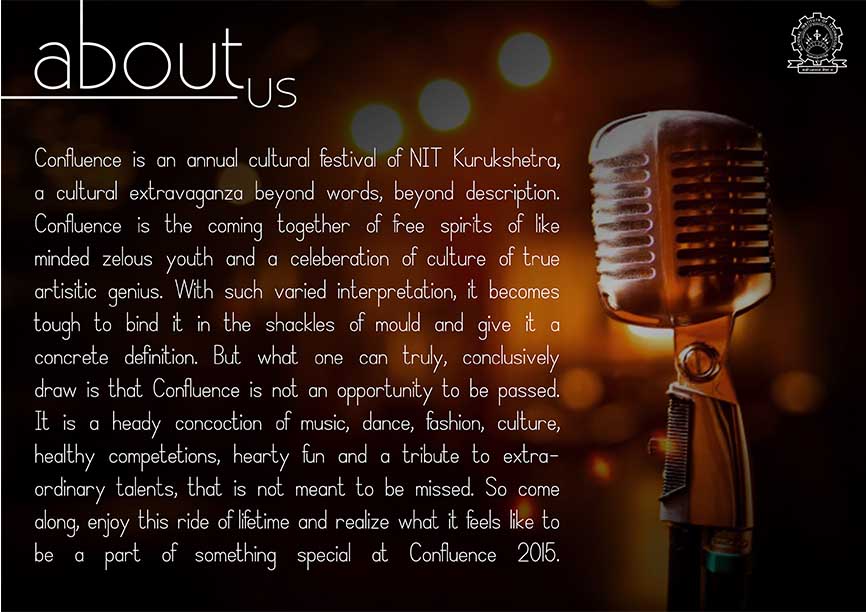 about us
Confluence is an annual cultural festival of NIT Kurukshetra,
a cultural extravaganza beyond words, beyond description.
Confluence is the coming together of free spirits of like
minded zelous youth and a celeberation of culture of true
artisitic genius. With such varied interpretation, it becomes
tough to bind it in the shackles of mould and give it a
concrete definition. But what one can truly, conclusively
draw is that Confluence is not an opportunity to be passed.
It is a heady concoction of music, dance, fashion, culture,
healthy competetions, hearty fun and a tribute to extra-
ordinary talents, that is not meant to be missed. So come
along, enjoy this ride of lifetime and realize what it feels like to
be a part of something special at Confluence 2015.